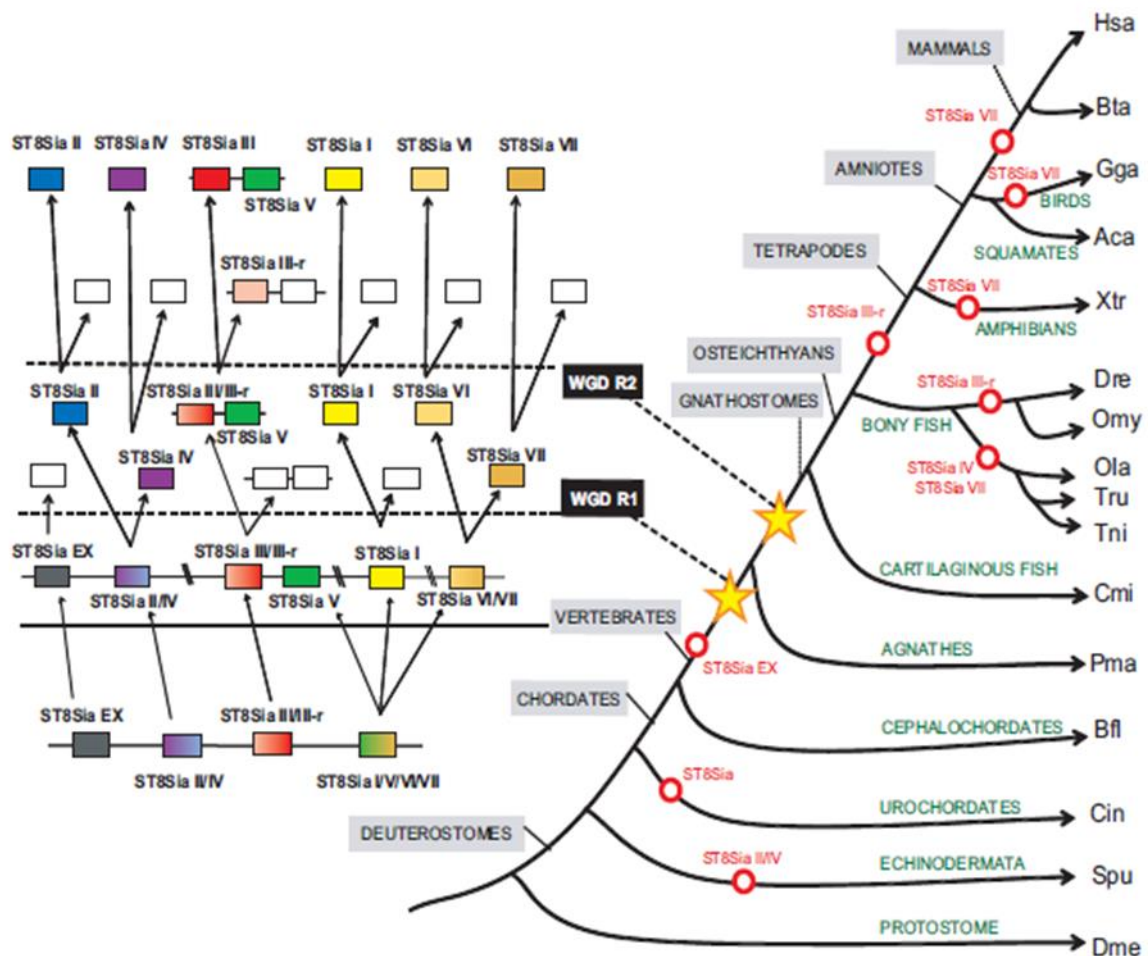 ST8Sia II
ST8Sia IV
ST8Sia III
ST8Sia I
ST8Sia VI
ST8Sia VII
ST8Sia V
ST8Sia III-r
WGD R2
ST8Sia II
ST8Sia III/III-r
ST8Sia I
ST8Sia VI
ST8Sia V
ST8Sia IV
ST8Sia VII
WGD R1
ST8Sia EX
ST8Sia III/III-r
ST8Sia I
ST8Sia II/IV
ST8Sia V
ST8Sia VI/VII
ST8Sia EX
ST8Sia III/III-r
ST8Sia II/IV
ST8Sia I/V/VI/VII
Hsa
MAMMALS
Bta
ST8Sia VII
AMNIOTES
ST8Sia VII
Gga
BIRDS
Aca
SQUAMATES
TETRAPODES
ST8Sia VII
Xtr
ST8Sia III-r
AMPHIBIANS
OSTEICHTHYANS
ST8Sia III-r
Dre
GNATHOSTOMES
BONY FISH
Omy
ST8Sia IV
ST8Sia VII
Ola
Tru
Tni
CARTILAGINOUS FISH
Cmi
VERTEBRATES
ST8Sia EX
AGNATHES
Pma
CHORDATES
CEPHALOCHORDATES
Bfl
ST8Sia
UROCHORDATES
Cin
DEUTEROSTOMES
ST8Sia II/IV
ECHINODERMATA
Spu
PROTOSTOME
Dme